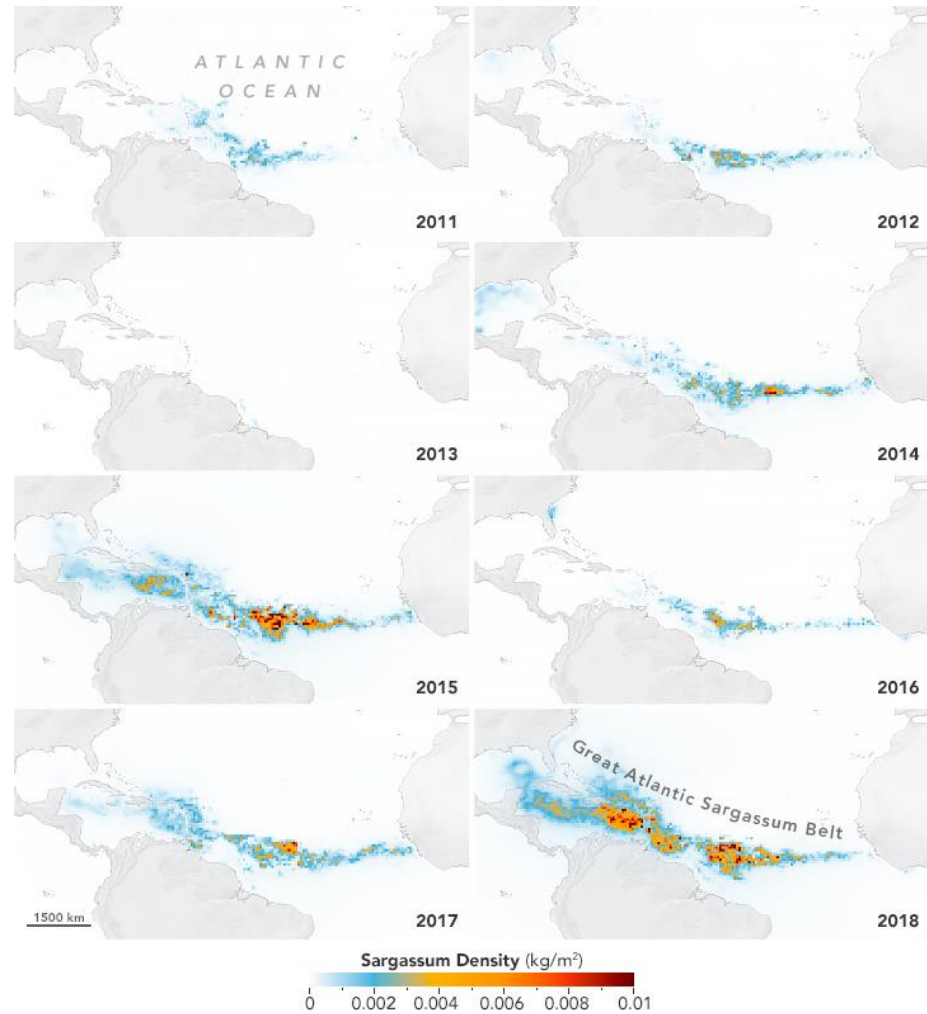 ATLANTIC
OCEAN
2011
2012
2013
2014
2015
2016
1500 km
2017
Great Atlantic Sargassum Belt
2018
Sargassum Density (kg/m²)
0 0.002 0.004 0.006 0.008 0.01